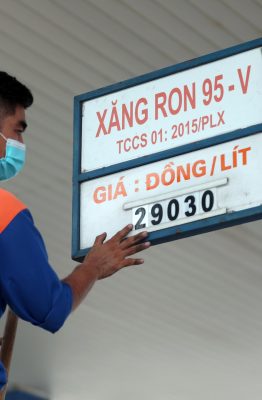 XĂNG RON 95 - V
TCCS 01: 2015/PLX
GIÁ : ĐỒNG/LÍT
29030